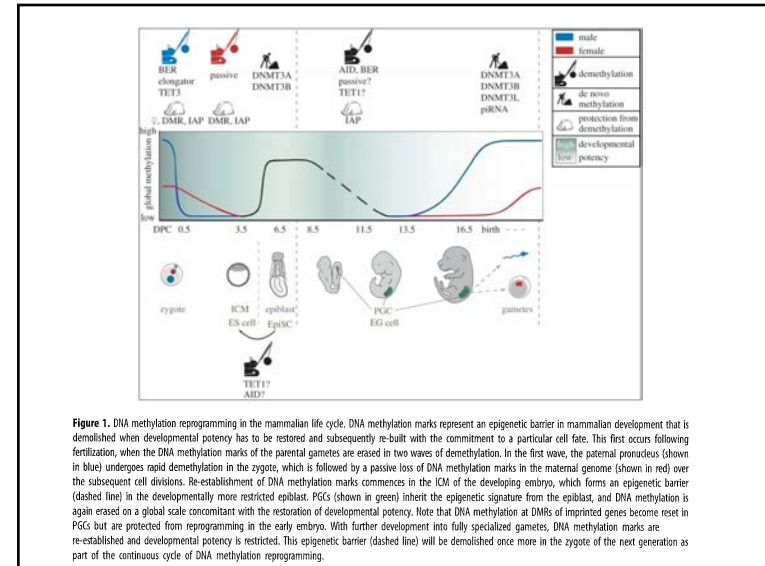 male
female
demethylation
de novo
methylation
protection from
demethylation
high developmental
low potency
BER
elongator
TET3
passive
DNMT3A
DNMT3B
AID, BER
passive?
TET1?
DNMT3A
DNMT3B
DNMT3L
piRNA
♀, DMR, IAP DMR, IAP
IAP
high
global methylation
low
DPC 0.5 3.5 6.5 8.5 11.5 13.5 16.5 birth
zygote
ICM epiblast
ES cell EpiSC
PGC
EG cell
gametes
TET1?
AID?
Figure 1. DNA methylation reprogramming in the mammalian life cycle. DNA methylation marks represent an epigenetic barrier in mammalian development that is
demolished when developmental potency has to be restored and subsequently re-built with the commitment to a particular cell fate. This first occurs following
fertilization, when the DNA methylation marks of the parental gametes are erased in two waves of demethylation. In the first wave, the paternal pronucleus (shown
in blue) undergoes rapid demethylation in the zygote, which is followed by a passive loss of DNA methylation marks in the maternal genome (shown in red) over
the subsequent cell divisions. Re-establishment of DNA methylation marks commences in the ICM of the developing embryo, which forms an epigenetic barrier
(dashed line) in the developmentally more restricted epiblast. PGCs (shown in green) inherit the epigenetic signature from the epiblast, and DNA methylation is
again erased on a global scale concomitant with the restoration of developmental potency. Note that DNA methylation at DMRs of imprinted genes become reset in
PGCs but are protected from reprogramming in the early embryo. With further development into fully specialized gametes, DNA methylation marks are
re-established and developmental potency is restricted. This epigenetic barrier (dashed line) will be demolished once more in the zygote of the next generation as
part of the continuous cycle of DNA methylation reprogramming.